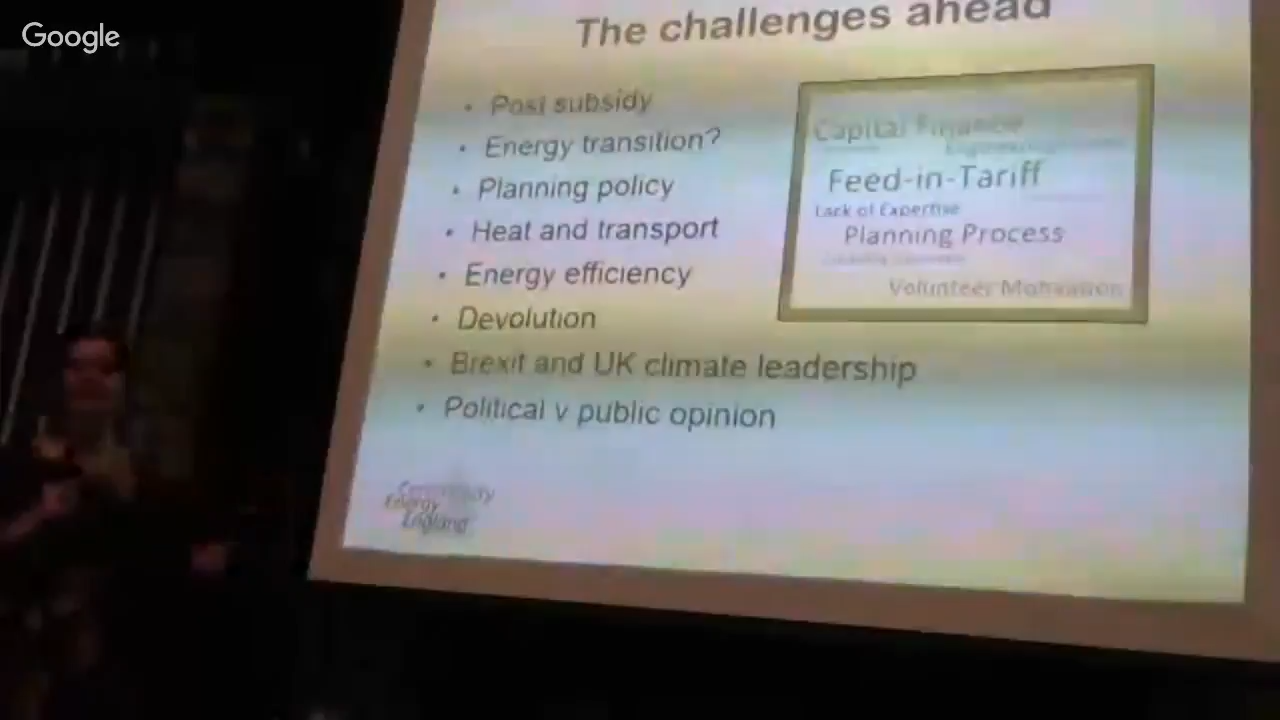 Google
The challenges ahead
• Post subsidy
• Energy transition?
• Planning policy
• Heat and transport
• Energy efficiency
• Devolution
• Brexit and UK climate leadership
• Political v public opinion
Capital Finance
Feed-in-Tariff
Lack of Expertise
Planning Process
Volunteer Motivation
Community
Energy
England